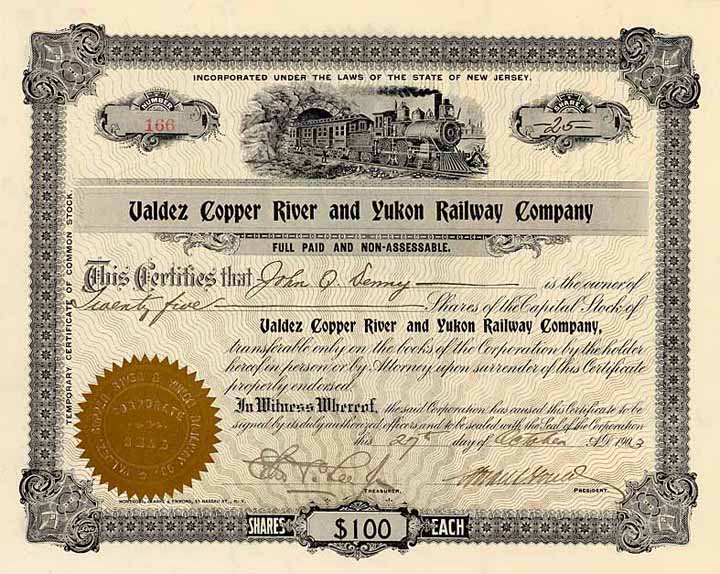 INCORPORATED UNDER THE LAWS OF THE STATE OF NEW JERSEY.
NUMBER
166
SHARES
25
Valdez Copper River and Yukon Railway Company
FULL PAID AND NON-ASSESSABLE.
This Certifies that John Q. Denny is the owner of
Twenty five Shares of the Capital Stock of
Valdez Copper River and Yukon Railway Company,
transferable only on the books of the Corporation by the holder
hereof in person or by Attorney upon surrender of this Certificate
properly endorsed.
In Witness Whereof, the said Corporation has caused this Certificate to be
signed by its duly authorized officers and to be sealed with the Seal of the Corporation
this 27th day of October A.D. 1903
TREASURER.
PRESIDENT.
SHARES $100 EACH
TEMPORARY CERTIFICATE OF COMMON STOCK
CORPORATE
SEAL